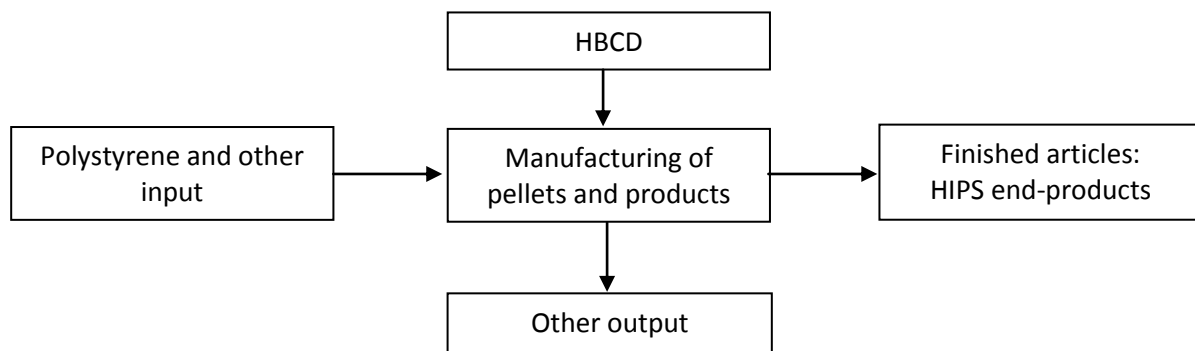 HBCD
Polystyrene and other
input
Manufacturing of
pellets and products
Finished articles:
HIPS end-products
Other output